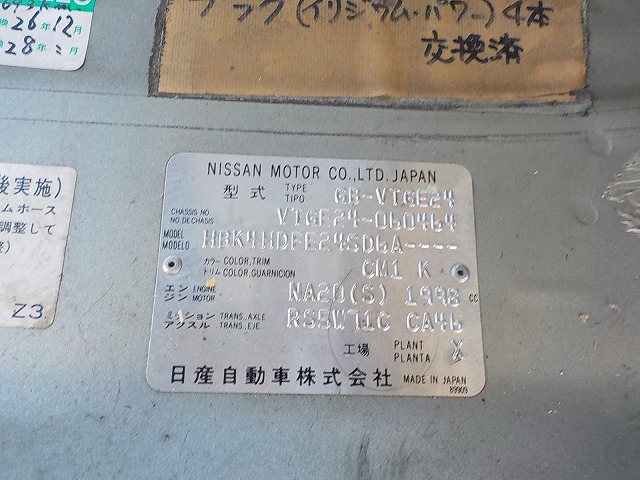 26年12月
28年ミ月
プラグ(イリジウム・パワー)4本
交換済
後実施)
ムホース
調整して
Z3
NISSAN MOTOR CO.,LTD. JAPAN
型式 TYPE TIPO GB-VTGE24
CHASSIS NO. NO.DECHASIS VTGE24-060464
MODEL MODELO HBK4HDFE24SD6A----
カラー COLOR,TRIM
トリム COLOR,GUARNICION CM1 K
エンジン ENGINE MOTOR NA20(S) 1998 CC
ミッション TRANS.,AXLE
アクスル TRANS.,EJE RS5W71C CA46
工場 PLANT PLANTA X
日産自動車株式会社 MADE IN JAPAN
89909